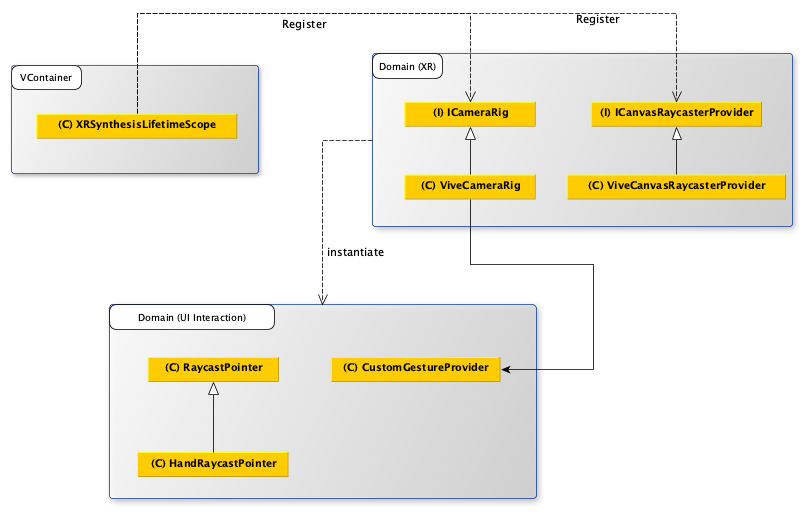 Register
Register
VContainer
Domain (XR)
(C) XRSynthesisLifetimeScope
(I) ICameraRig
(I) ICanvasRaycasterProvider
(C) ViveCameraRig
(C) ViveCanvasRaycasterProvider
instantiate
Domain (UI Interaction)
(C) RaycastPointer
(C) CustomGestureProvider
(C) HandRaycastPointer